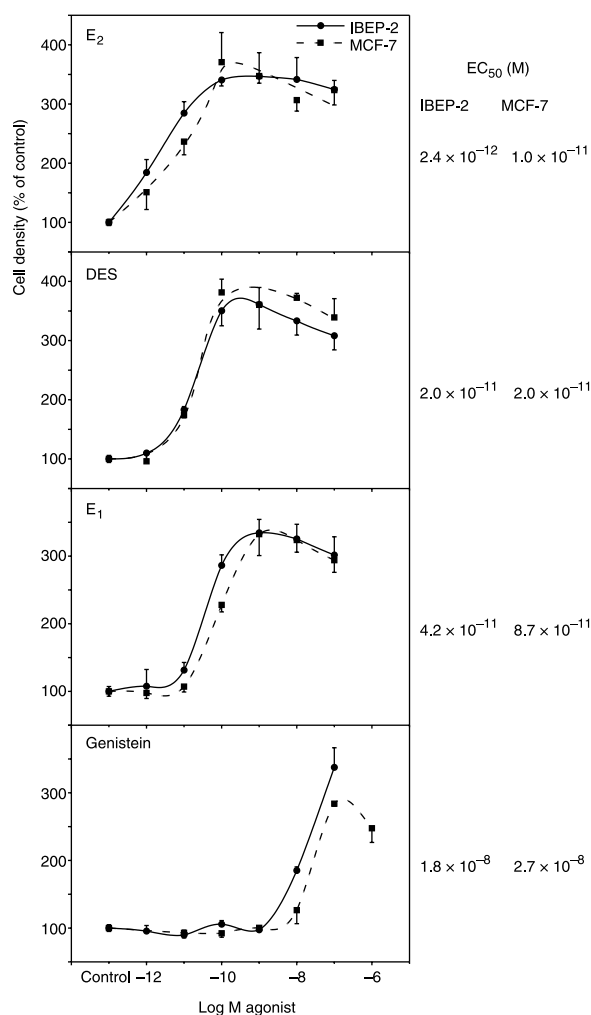 E₂
IBEP-2
MCF-7
EC₅₀ (M)
IBEP-2 MCF-7
400
300
200
100
2.4 × 10⁻¹² 1.0 × 10⁻¹¹
Cell density (% of control)
DES
400
300
200
100
2.0 × 10⁻¹¹ 2.0 × 10⁻¹¹
E₁
300
200
100
4.2 × 10⁻¹¹ 8.7 × 10⁻¹¹
Genistein
300
200
100
1.8 × 10⁻⁸ 2.7 × 10⁻⁸
Control −12 −10 −8 −6
Log M agonist